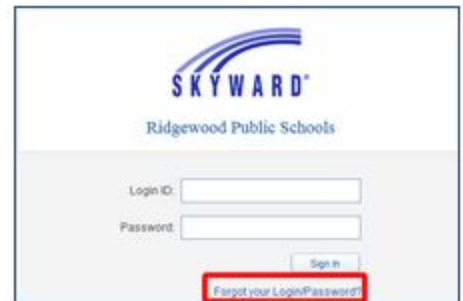 SKYWARD®
Ridgewood Public Schools
Login ID:
Password:
Sign In
Forgot your Login/Password?